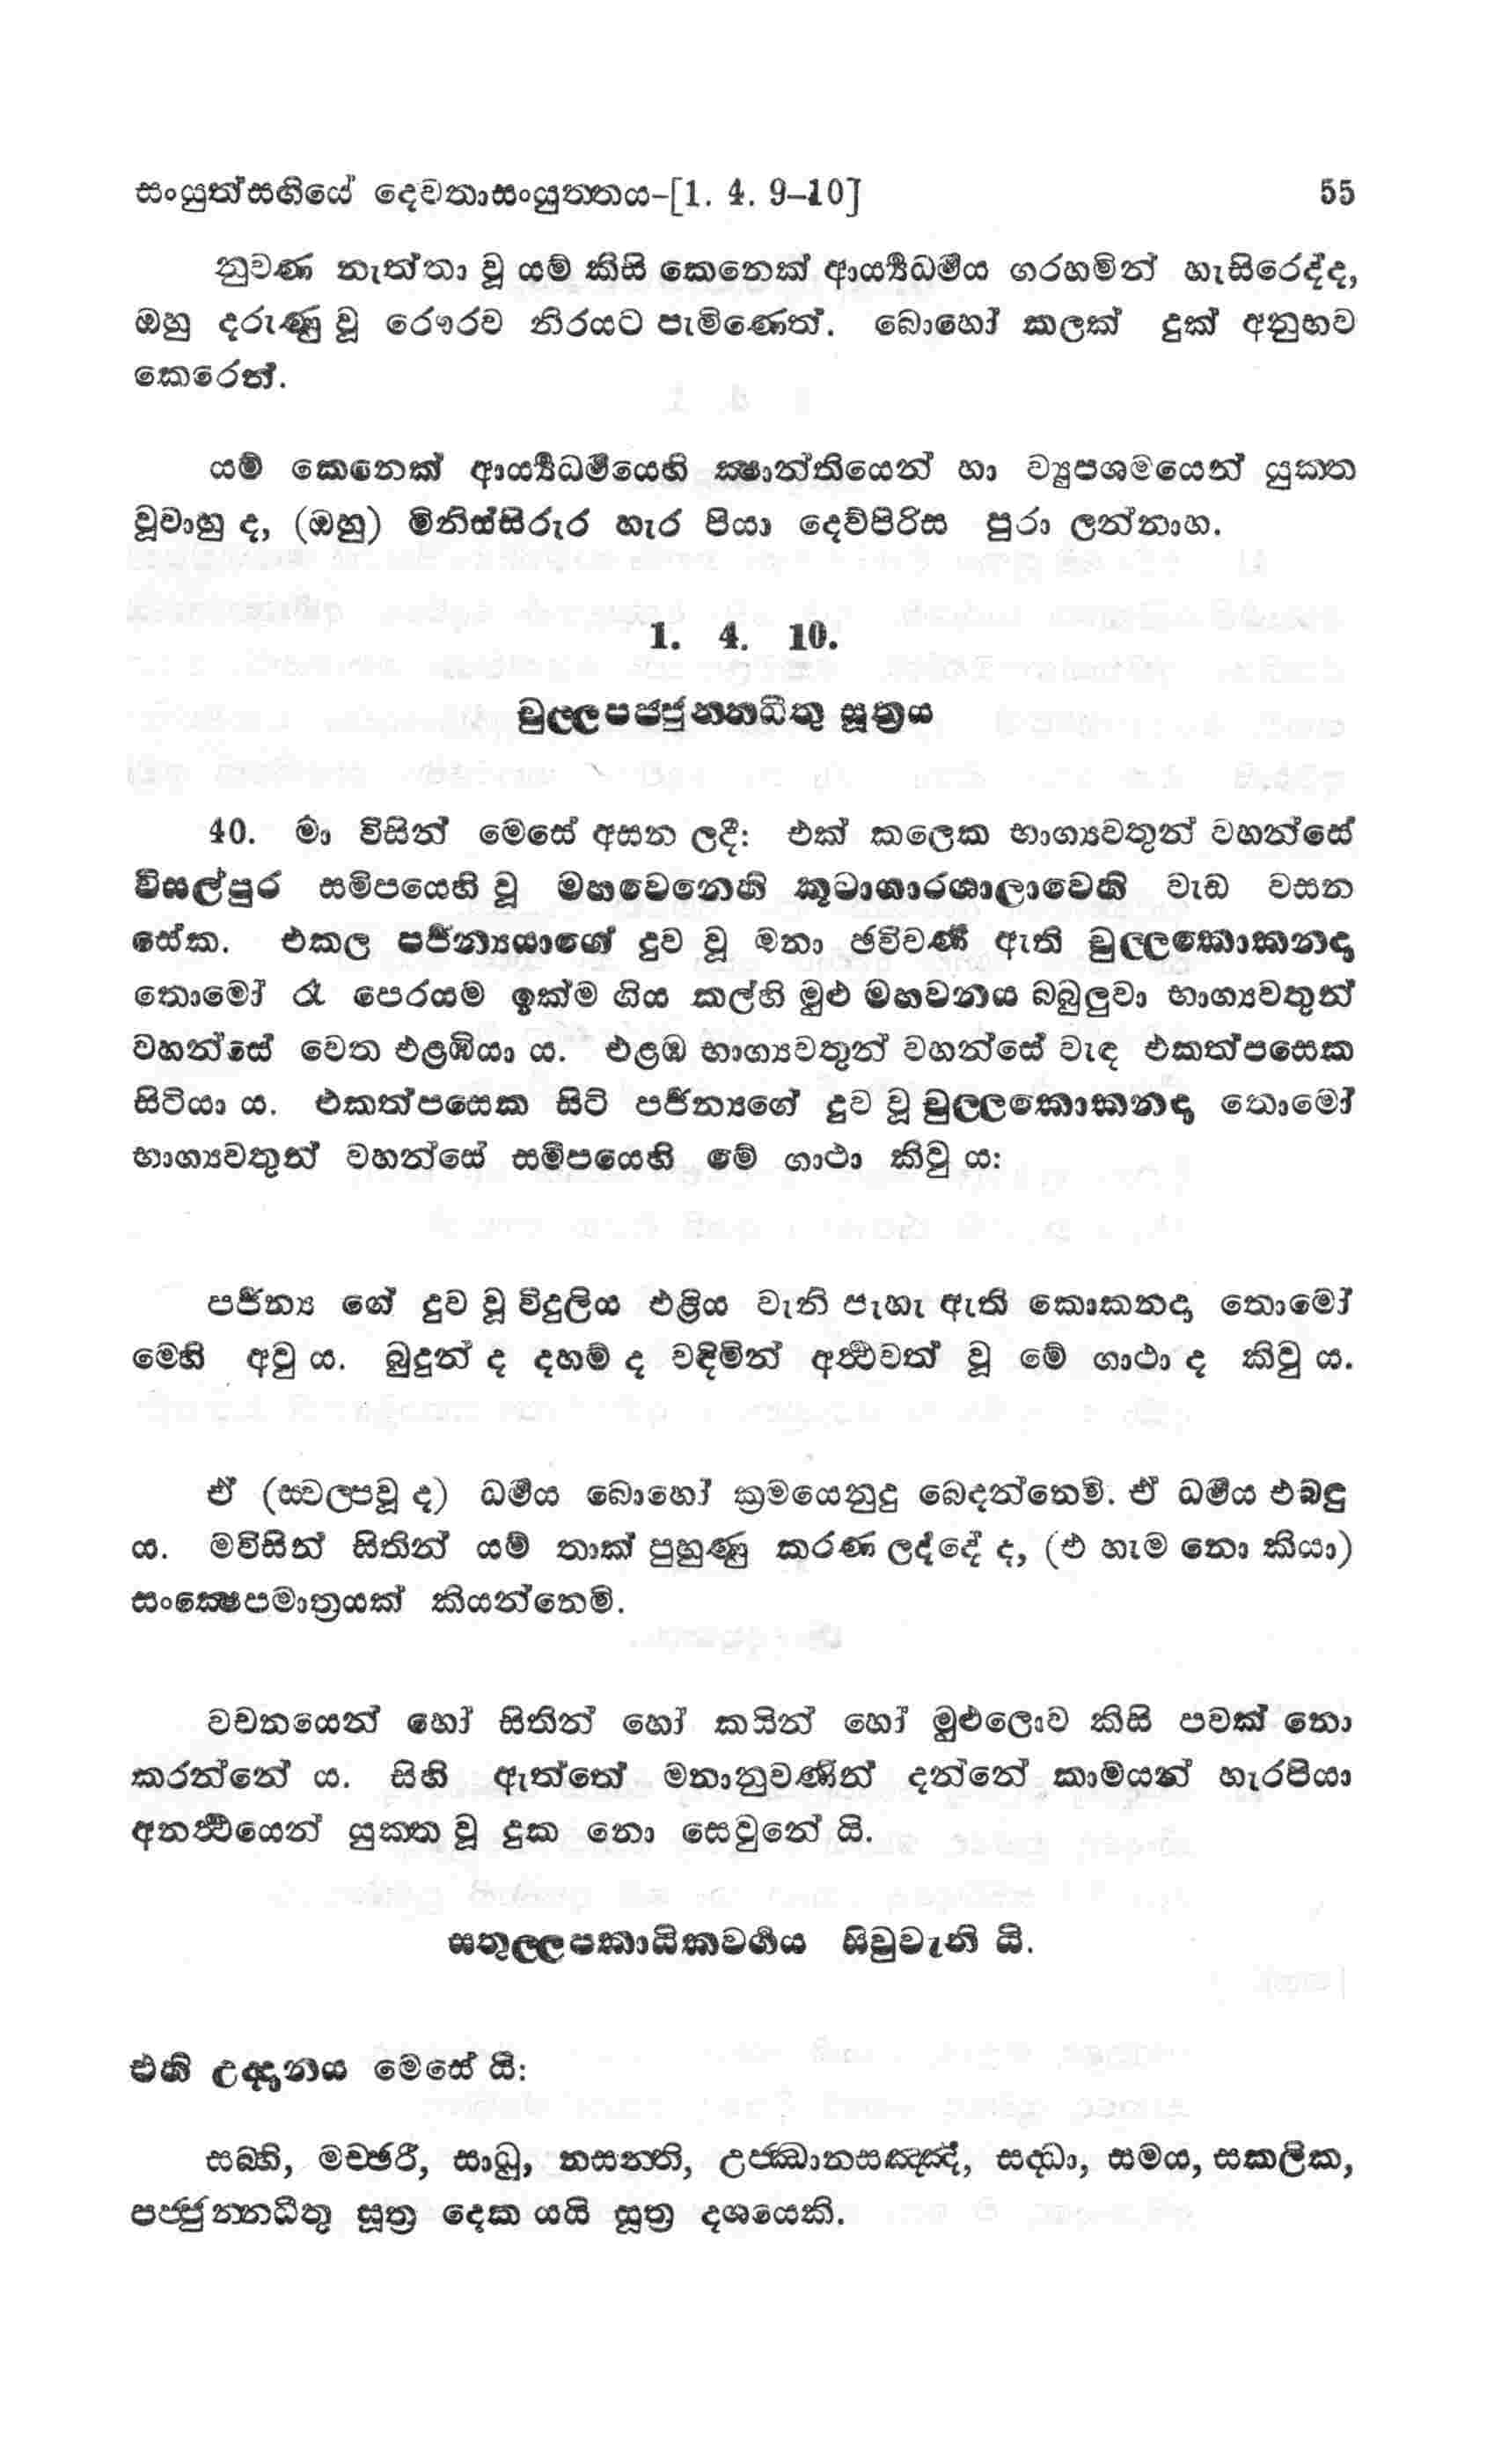 සංයුත්සඟියේ දෙවතාසංයුත්තය–[1. 4. 9–10] 55
නුවණ නැත්තා වූ යම් කිසි කෙනෙක් ආර්‍ය්‍යධර්‍මය ගරහමින් හැසිරෙද්ද,
ඔහු දරුණු වූ රෞරව නිරයට පැමිණෙත්. බොහෝ කලක් දුක් අනුභව
කෙරෙත්.
යම් කෙනෙක් ආර්‍ය්‍යධර්‍මයෙහි ක්‍ෂාන්තියෙන් හා ව්‍යුපශමයෙන් යුක්ත
වූවාහු ද, (ඔහු) මිනිස්සිරුර හැර පියා දෙව්පිරිස පුරා ලන්නාහ.
1. 4. 10.
චුල්ලපජ්ජුන්නධීතු සූත්‍රය
40. මා විසින් මෙසේ අසන ලදී: එක් කලෙක භාග්‍යවතුන් වහන්සේ
විසල්පුර සමීපයෙහි වූ මහවෙනෙහි කූටාගාරශාලාවෙහි වැඩ වසන
සේක. එකල පර්‍ජන්‍යයාගේ දුව වූ මනා ඡවිවර්‍ණ ඇති චුල්ලකොකනදා
තොමෝ රෑ පෙරයම ඉක්ම ගිය කල්හි මුළු මහවනය බබුලුවා භාග්‍යවතුන්
වහන්සේ වෙත එළඹියා ය. එළඹ භාග්‍යවතුන් වහන්සේ වැඳ එකත්පසෙක
සිටියා ය. එකත්පසෙක සිටි පර්‍ජන්‍යගේ දුව වූ චුල්ලකොකනදා තොමෝ
භාග්‍යවතුන් වහන්සේ සමීපයෙහි මේ ගාථා කිවු ය:
පර්‍ජන්‍ය ගේ දුව වූ විදුලිය එළිය වැනි පැහැ ඇති කොකනදා තොමෝ
මෙහි අවු ය. බුදුන් ද දහම් ද වඳිමින් අර්‍ත්‍ථවත් වූ මේ ගාථා ද කිවු ය.
ඒ (ස්වල්පවූ ද) ධර්‍මය බොහෝ ක්‍රමයෙනුදු බෙදන්නෙමි. ඒ ධර්‍මය එබඳු
ය. මවිසින් සිතින් යම් තාක් පුහුණු කරණ ලද්දේ ද, (එ හැම නො කියා)
සංක්‍ෂෙපමාත්‍රයක් කියන්නෙමි.
වචනයෙන් හෝ සිතින් හෝ කයින් හෝ මුළුලොව කිසි පවක් නො
කරන්නේ ය. සිහි ඇත්තේ මනානුවණින් දන්නේ කාමයන් හැරපියා
අනර්‍ත්‍ථයෙන් යුක්ත වූ දුක නො සෙවුනේ යි.
සතුල්ලපකායිකවර්‍ගය සිවුවැනි යි.
එහි උද්දානය මෙසේ යි:
සබ්භි, මච්ඡරී, සාධු, නසන්ති, උජ්ඣානසඤ්ඤී, සද්ධා, සමය, සකලික,
පජ්ජුන්නධීතු සූත්‍ර දෙක යයි සූත්‍ර දශයෙකි.